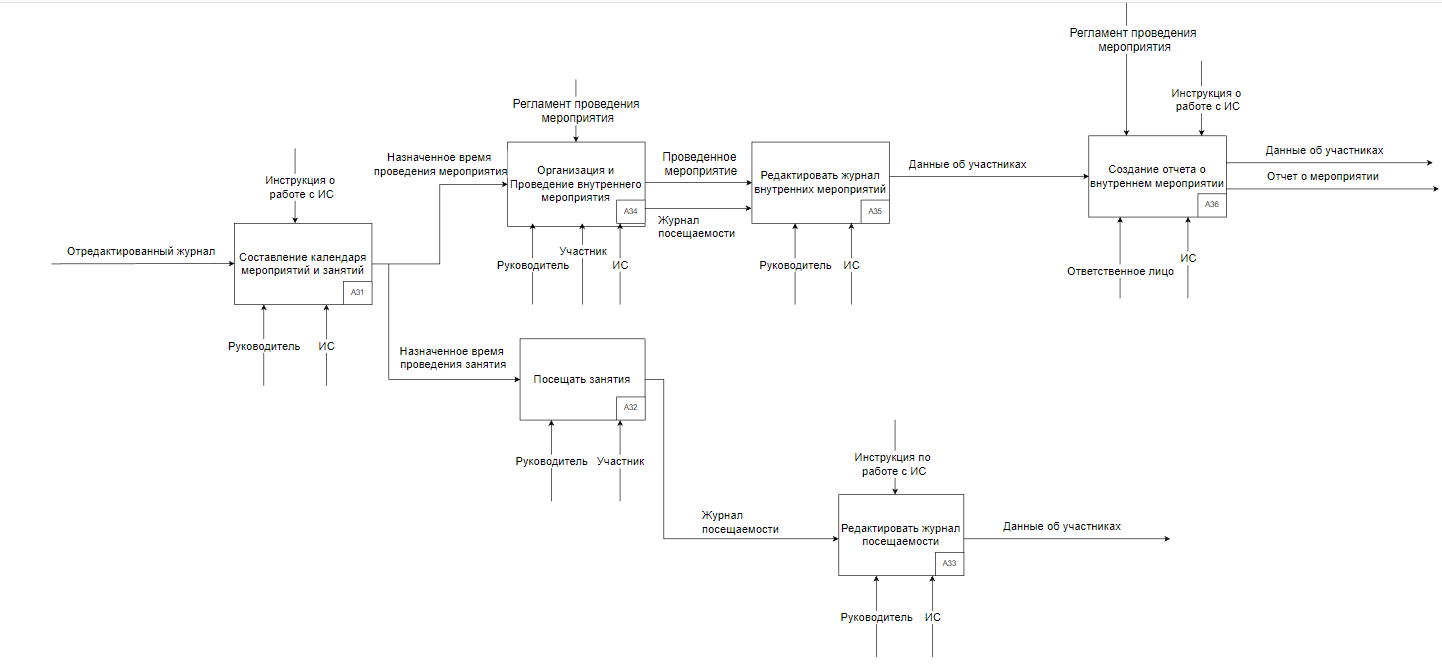 Регламент проведения
мероприятия
Инструкция о
работе с ИС
Регламент проведения
мероприятия
Данные об участниках
Отчет о мероприятии
Создание отчета о
внутреннем мероприятии
A36
Ответственное лицо
ИС
Назначенное время
проведения мероприятия
Организация и
Проведение внутреннего
мероприятия
A34
Проведенное
мероприятие
Журнал
посещаемости
Редактировать журнал
внутренних мероприятий
A35
Данные об участниках
Руководитель
Участник
ИС
Руководитель
ИС
Инструкция о
работе с ИС
Отредактированный журнал
Составление календаря
мероприятий и занятий
A31
Руководитель
ИС
Назначенное время
проведения занятия
Посещать занятия
A32
Руководитель
Участник
Инструкция по
работе с ИС
Журнал
посещаемости
Редактировать журнал
посещаемости
A33
Данные об участниках
Руководитель
ИС